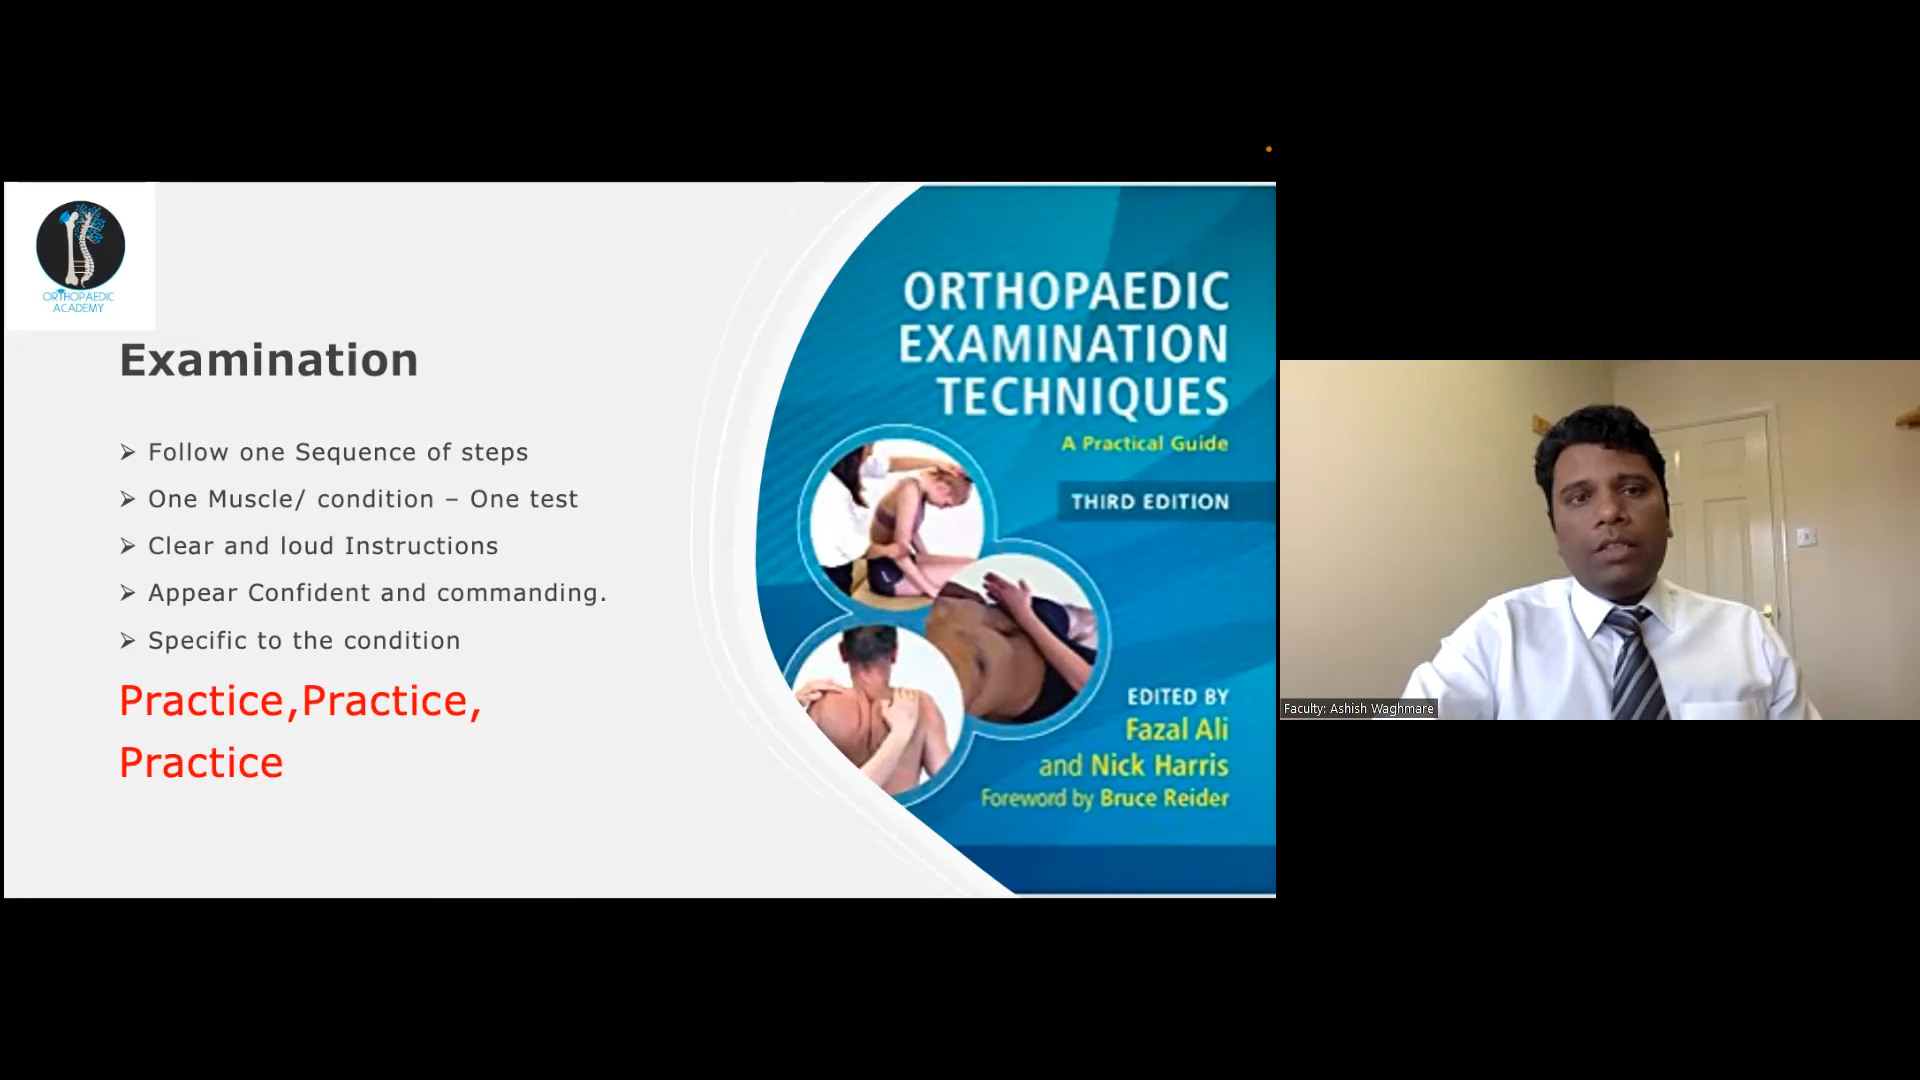 ORTHOPAEDIC
ACADEMY
Examination
➢ Follow one Sequence of steps
➢ One Muscle/ condition – One test
➢ Clear and loud Instructions
➢ Appear Confident and commanding.
➢ Specific to the condition
Practice,Practice,
Practice
ORTHOPAEDIC
EXAMINATION
TECHNIQUES
A Practical Guide
THIRD EDITION
EDITED BY
Fazal Ali
and Nick Harris
Foreword by Bruce Reider
Faculty: Ashish Waghmare